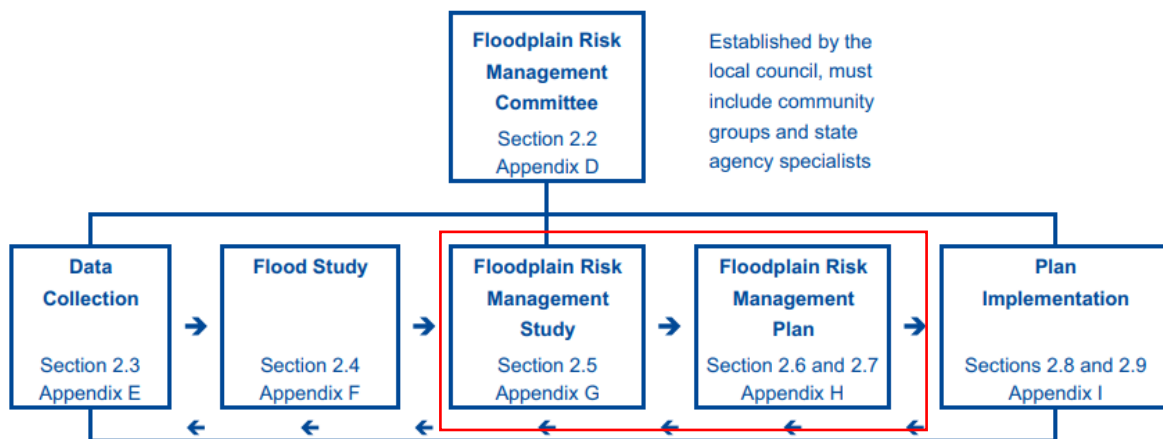 Floodplain Risk
Management
Committee
Section 2.2
Appendix D
Established by the
local council, must
include community
groups and state
agency specialists
Data
Collection
Section 2.3
Appendix E
Flood Study
Section 2.4
Appendix F
Floodplain Risk
Management
Study
Section 2.5
Appendix G
Floodplain Risk
Management
Plan
Section 2.6 and 2.7
Appendix H
Plan
Implementation
Sections 2.8 and 2.9
Appendix I